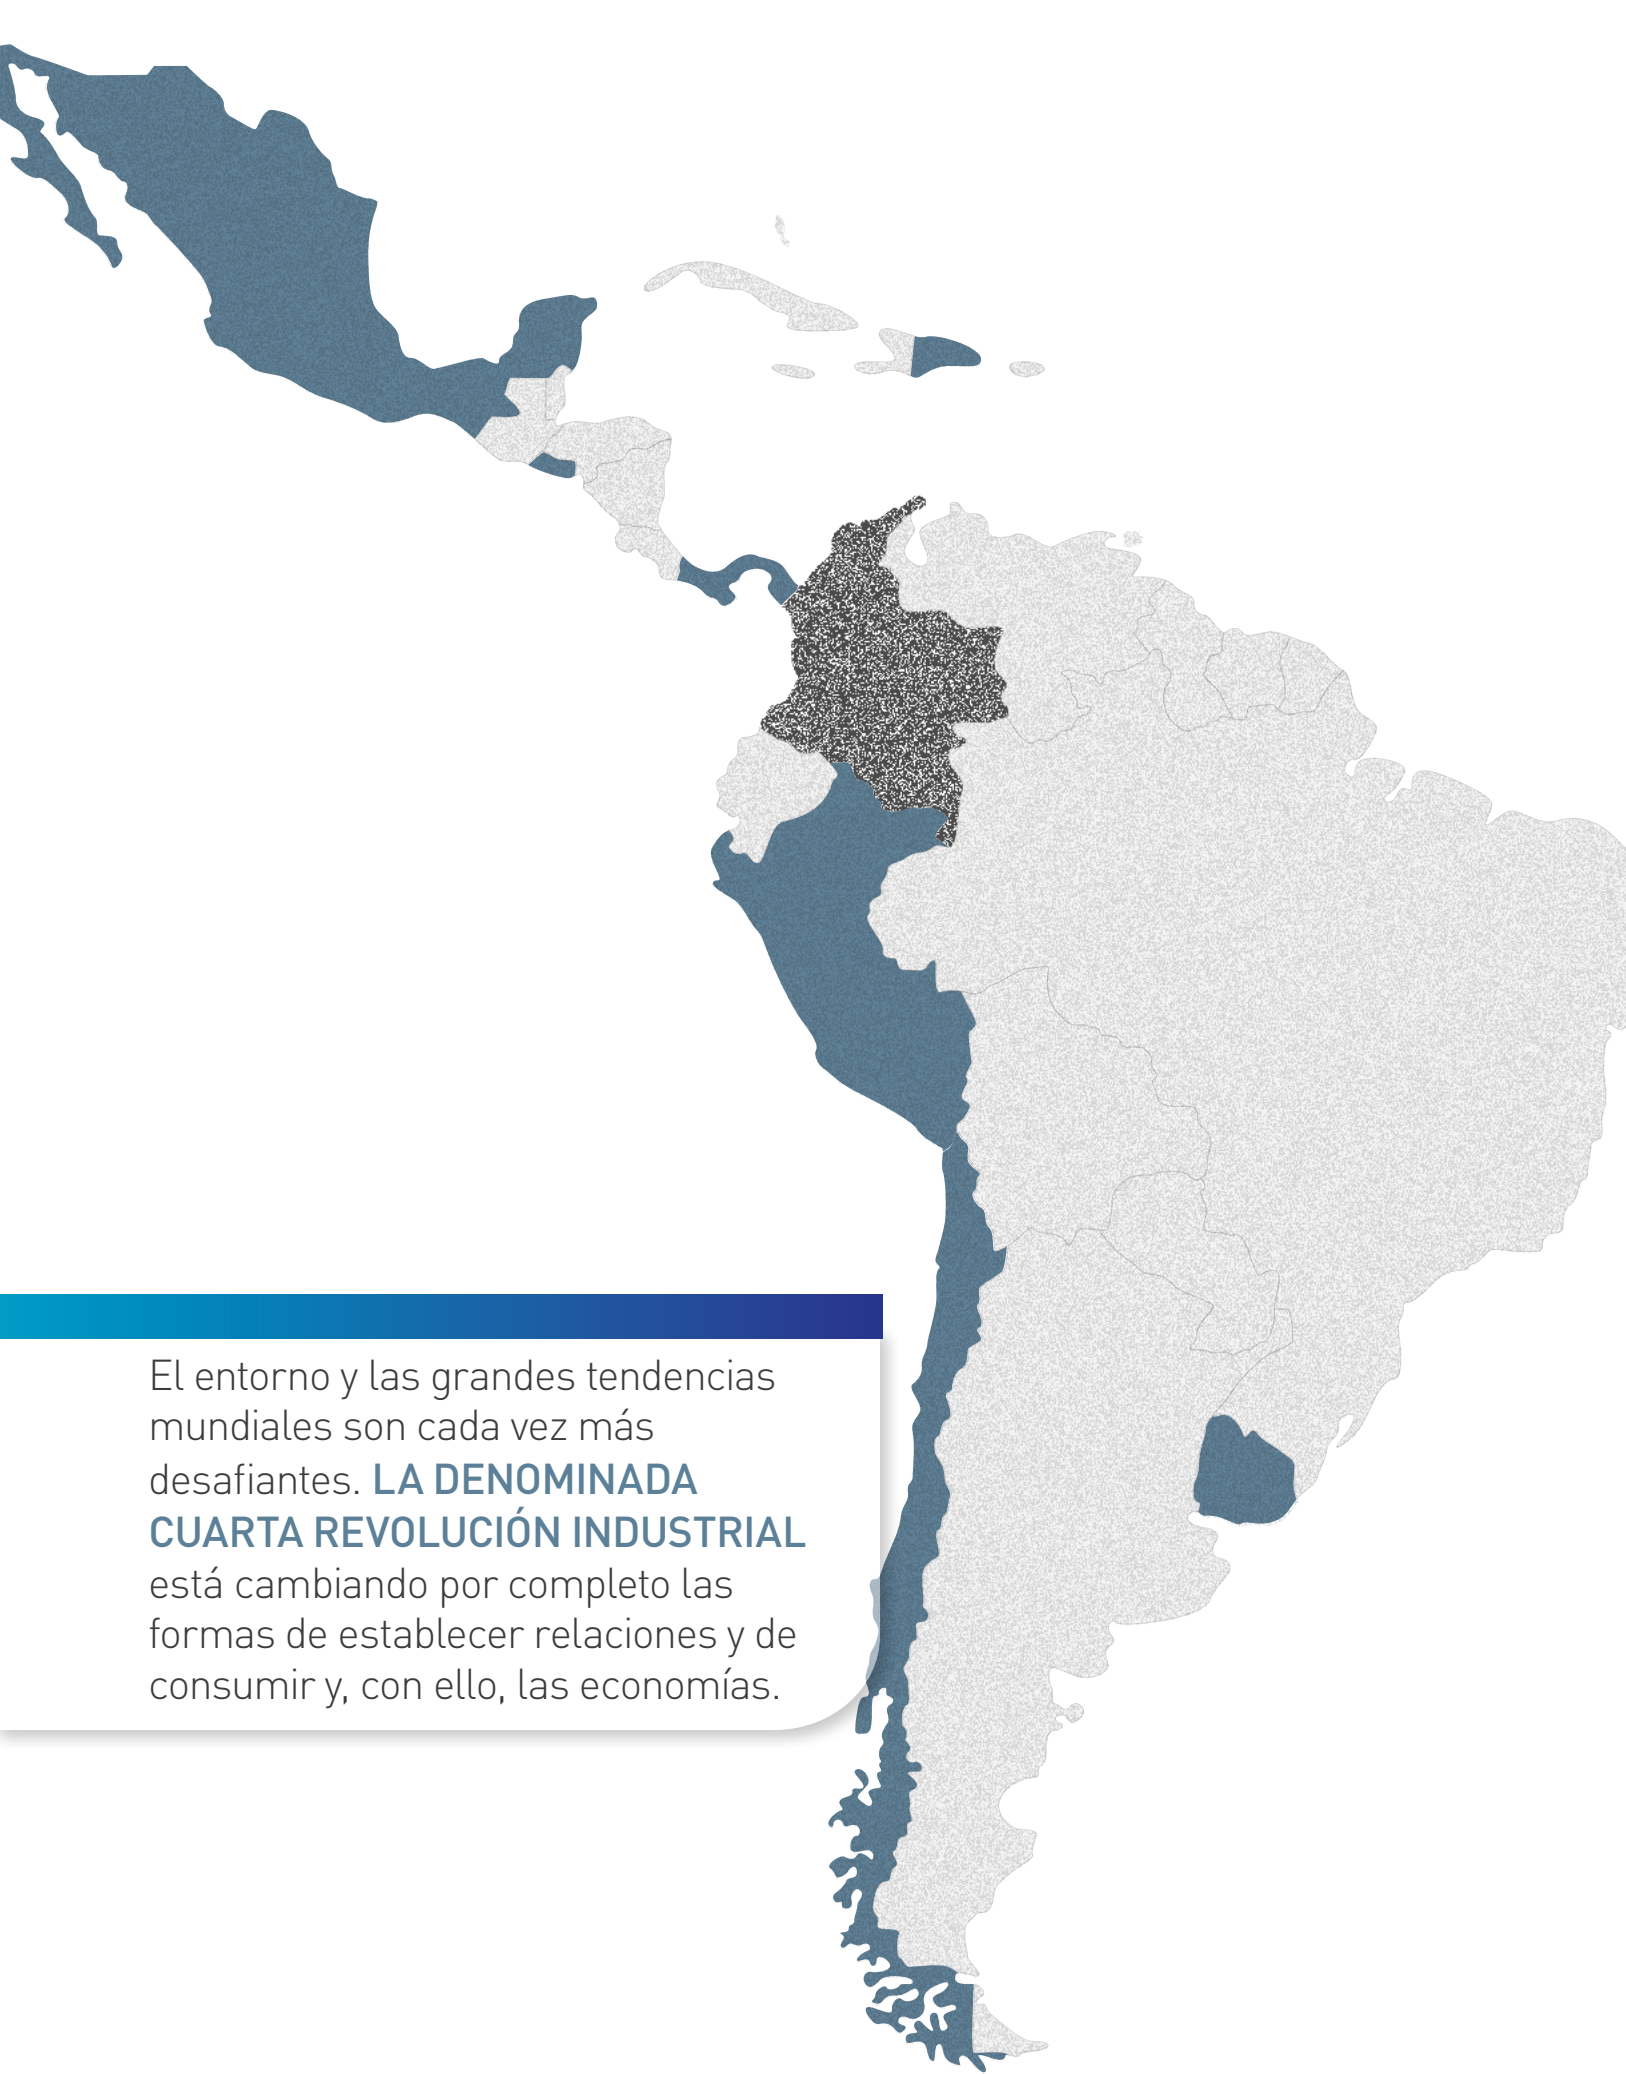 El entorno y las grandes tendencias
mundiales son cada vez más
desafiantes. LA DENOMINADA
CUARTA REVOLUCIÓN INDUSTRIAL
está cambiando por completo las
formas de establecer relaciones y de
consumir y, con ello, las economías.